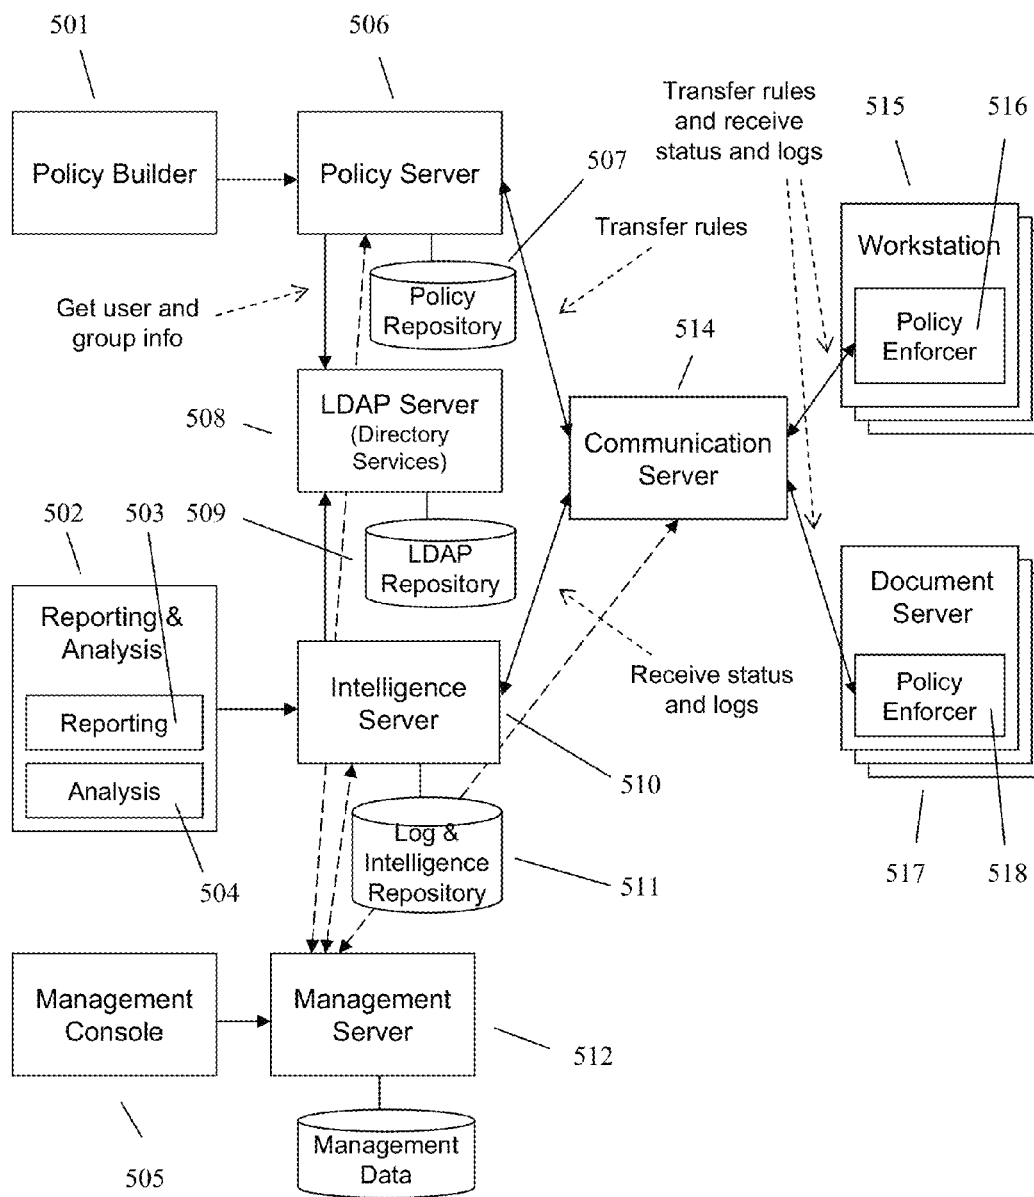 501
506
Transfer rules
and receive
status and logs
515
516
Policy Builder
Policy Server
507
Transfer rules
Workstation
Policy
Enforcer
Get user and
group info
Policy
Repository
514
508
LDAP Server
(Directory
Services)
Communication
Server
502
503
509
LDAP
Repository
Document
Server
Policy
Enforcer
Reporting &
Analysis
Reporting
Analysis
Intelligence
Server
Receive status
and logs
510
504
Log &
Intelligence
Repository
511
517
518
Management
Console
Management
Server
512
505
Management
Data